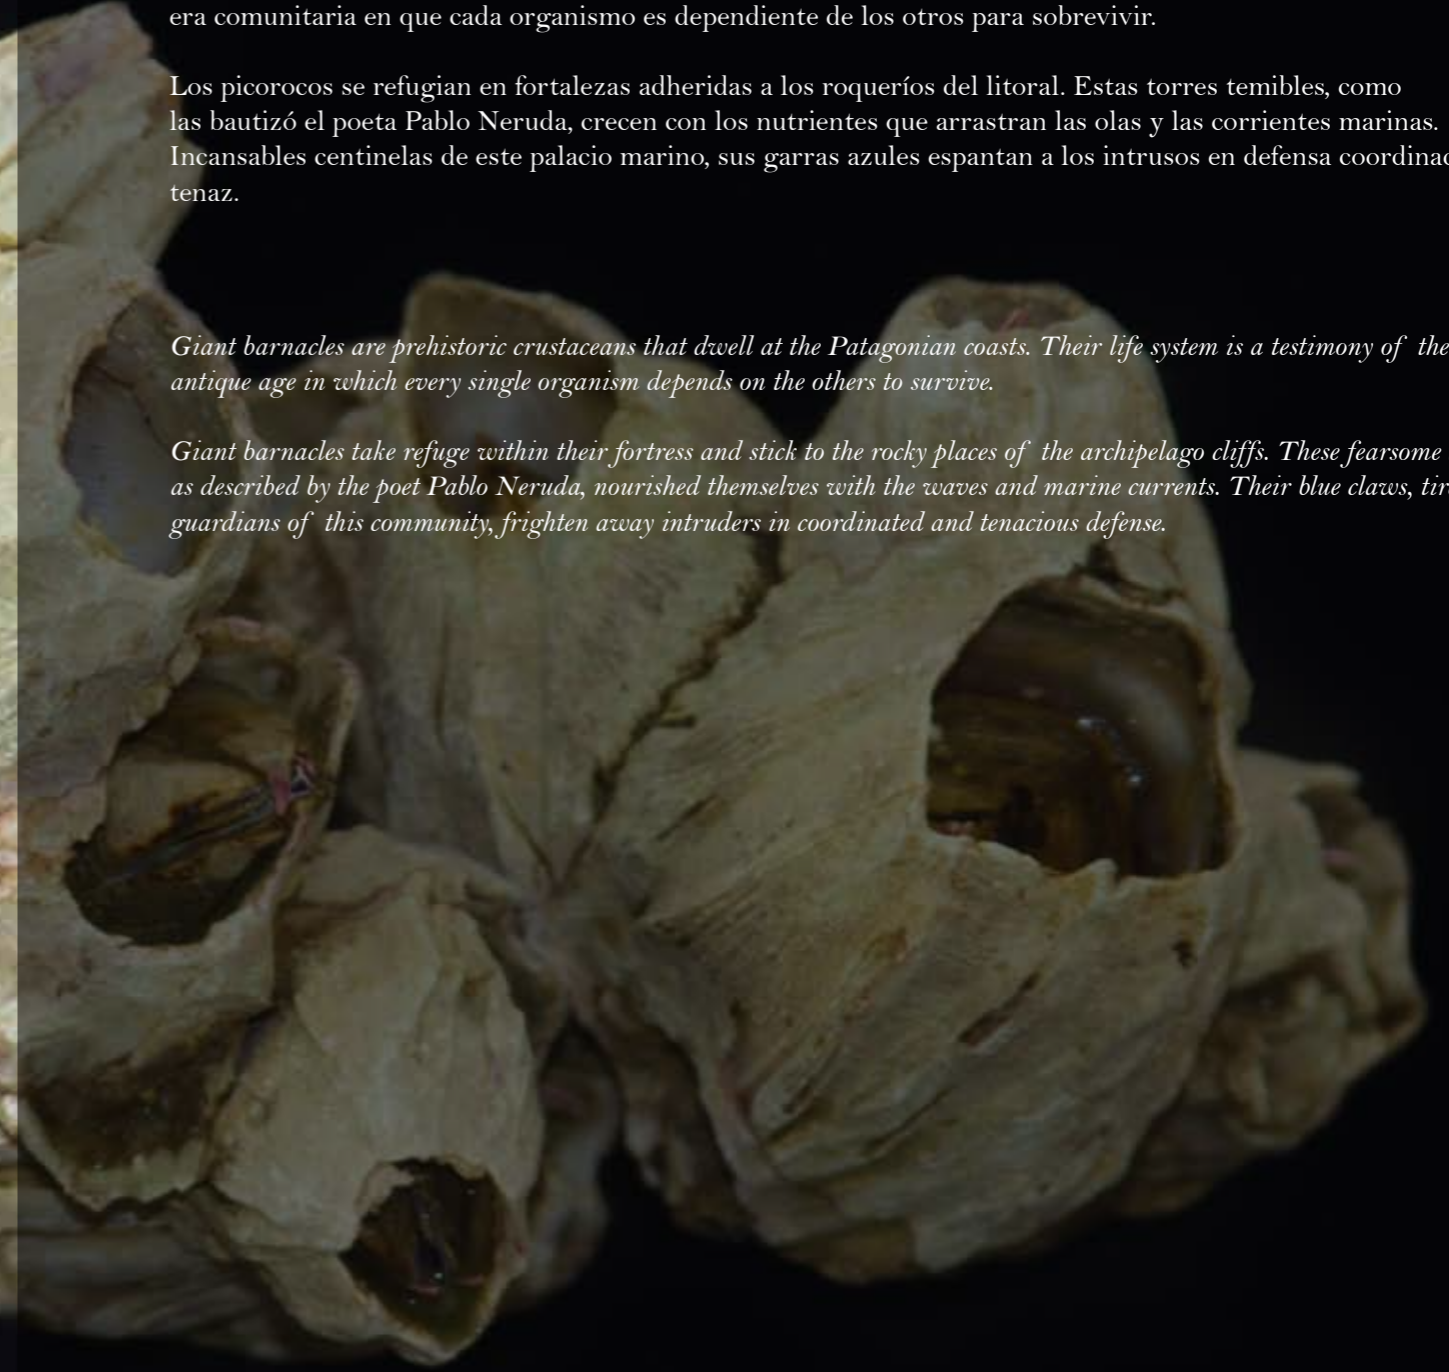 era comunitaria en que cada organismo es dependiente de los otros para sobrevivir.
Los picorocos se refugian en fortalezas adheridas a los roqueríos del litoral. Estas torres temibles, como
las bautizó el poeta Pablo Neruda, crecen con los nutrientes que arrastran las olas y las corrientes marinas.
Incansables centinelas de este palacio marino, sus garras azules espantan a los intrusos en defensa
tenaz.
Giant barnacles are prehistoric crustaceans that dwell at the Patagonian coasts. Their life system is a testimony of the
antique age in which every single organism depends on the others to survive.
Giant barnacles take refuge within their fortress and stick to the rocky places of the archipelago cliffs. These fearsome
as described by the poet Pablo Neruda, nourished themselves with the waves and marine currents. Their blue claws,
guardians of this community, frighten away intruders in coordinated and tenacious defense.